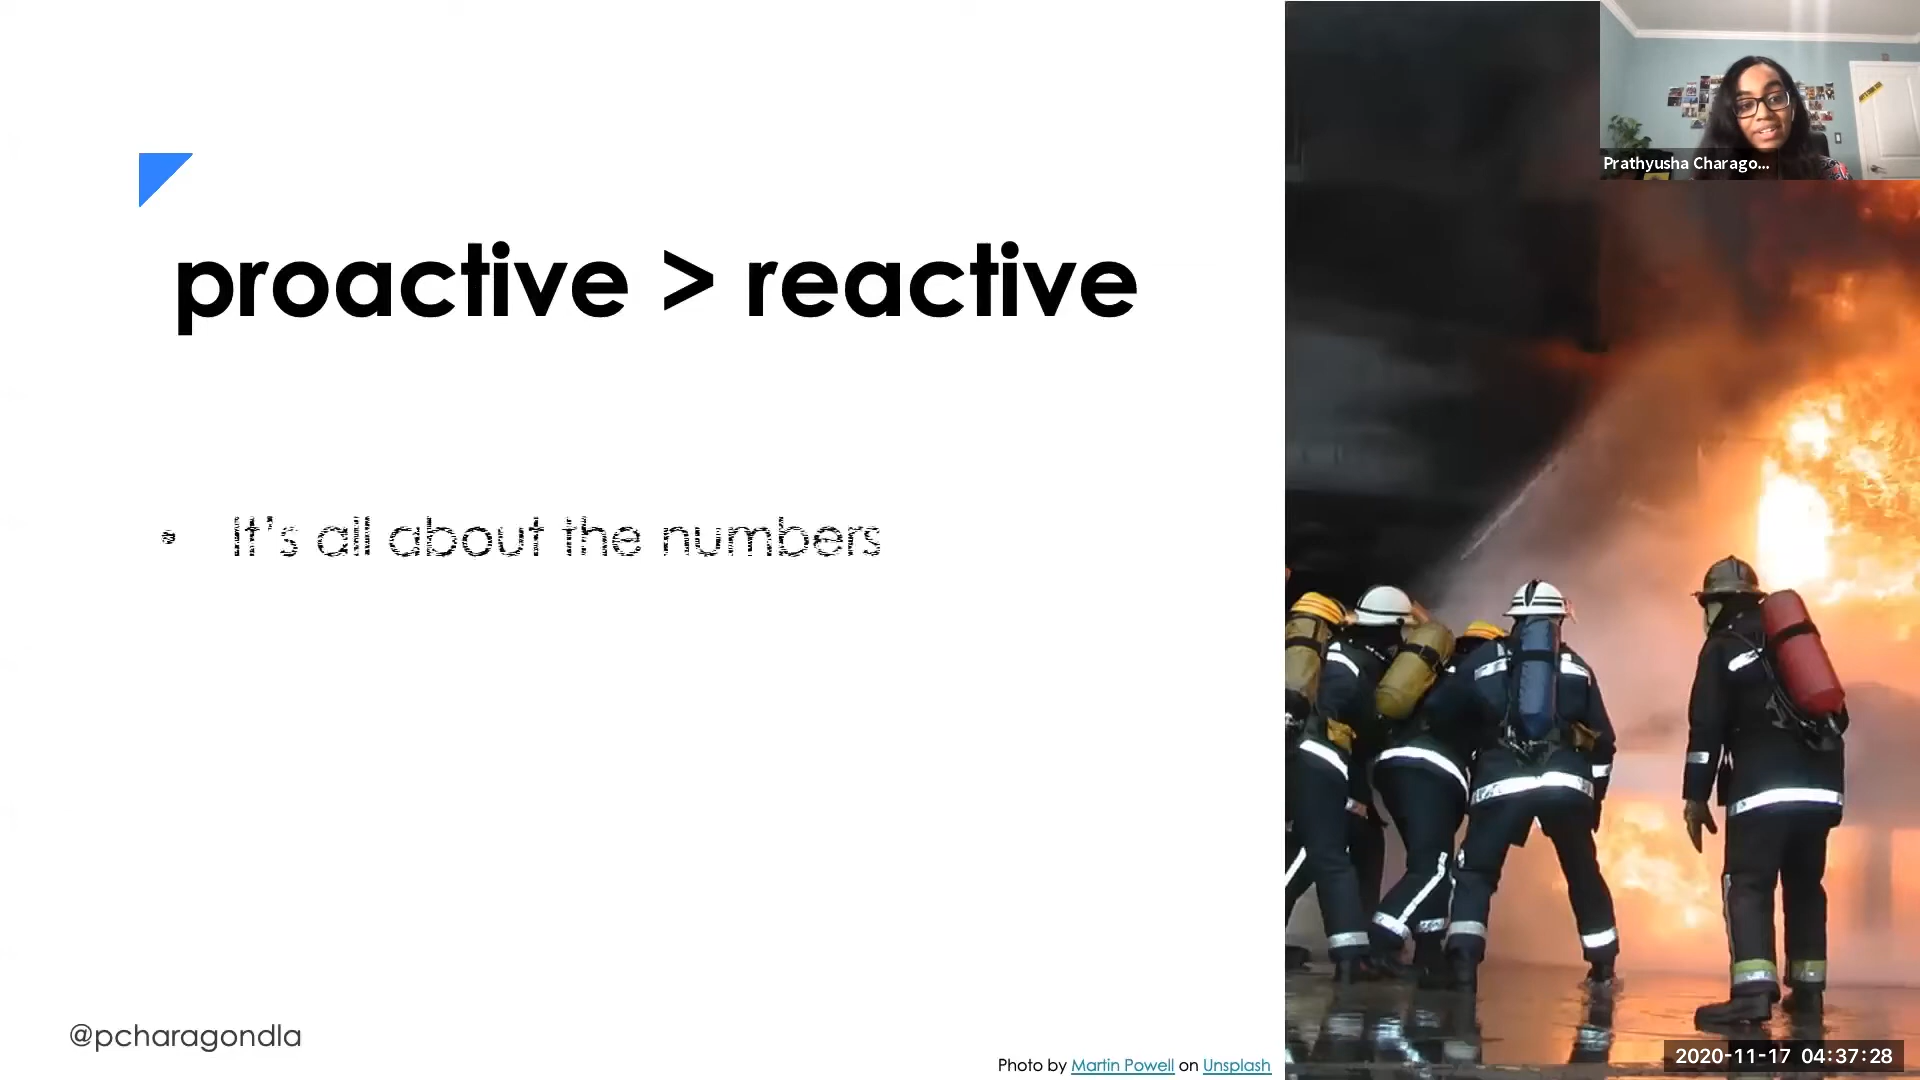 Prathyusha Charago...
proactive > reactive
• It's all about the numbers
@pcharagondla
Photo by Martin Powell on Unsplash
2020-11-17 04:37:28